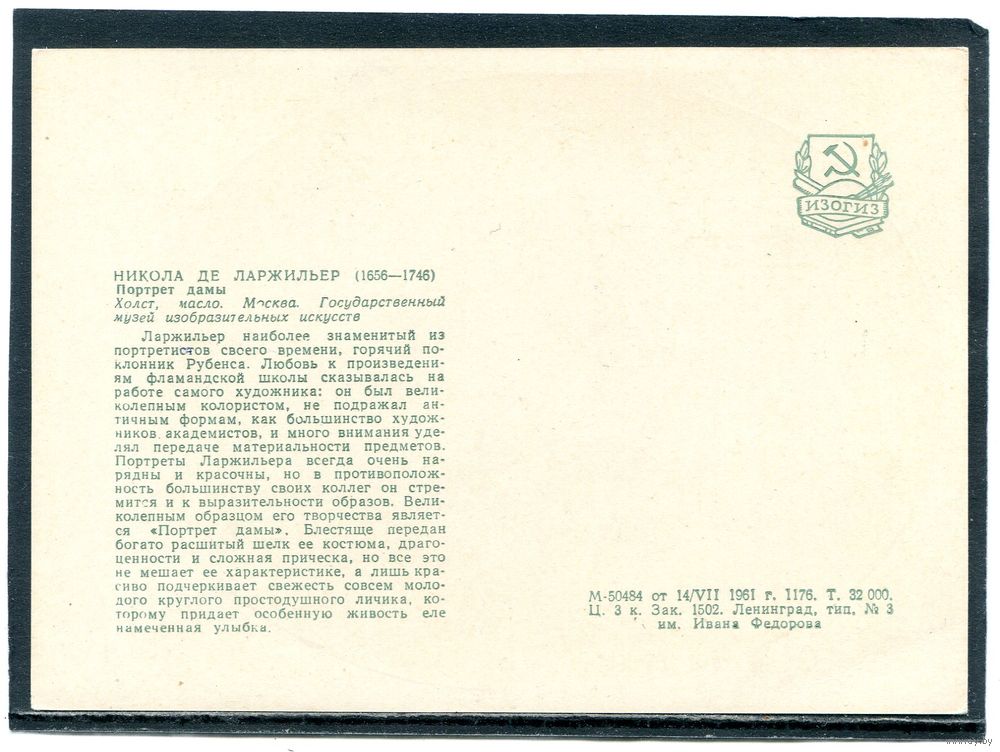 ИЗОГИЗ
НИКОЛА ДЕ ЛАРЖИЛЬЕР (1656—1746)
Портрет дамы
Холст, масло. Москва. Государственный
музей изобразительных искусств
Ларжильер наиболее знаменитый из
портретистов своего времени, горячий по-
клонник Рубенса. Любовь к произведени-
ям фламандской школы сказывалась на
работе самого художника: он был вели-
колепным колористом, не подражал ан-
тичным формам, как большинство худож-
ников академистов, и много внимания уде-
лял передаче материальности предметов.
Портреты Ларжильера всегда очень на-
рядны и красочны, но в противополож-
ность большинству своих коллег он стре-
мится и к выразительности образов. Вели-
колепным образцом его творчества являет-
ся «Портрет дамы». Блестяще передан
богато расшитый шелк ее костюма, драго-
ценности и сложная прическа, но все это
не мешает ее характеристике, а лишь кра-
сиво подчеркивает свежесть совсем моло-
дого круглого простодушного личика, ко-
торому придает особенную живость еле
намеченная улыбка.
М-50484 от 14/VII 1961 г. 1176. Т. 32 000.
Ц. 3 к. Зак. 1502. Ленинград, тип. № 3
им. Ивана Федорова